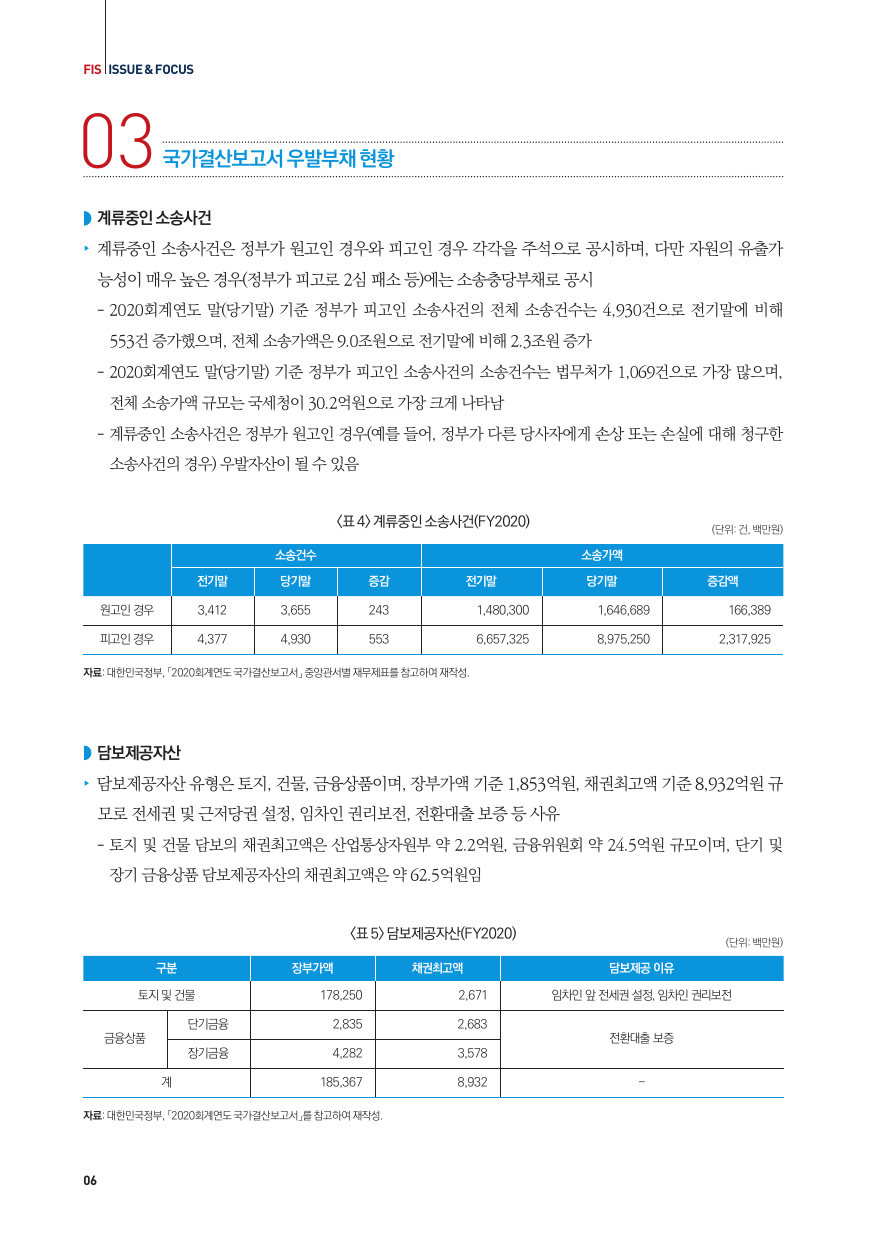 FIS ISSUE & FOCUS
03 국가결산보고서 우발부채 현황
계류중인 소송사건
계류중인 소송사건은 정부가 원고인 경우와 피고인 경우 각각을 주석으로 공시하며, 다만 자원의 유출가
능성이 매우 높은 경우(정부가 피고로 2심 패소 등)에는 소송충당부채로 공시
- 2020회계연도 말(당기말) 기준 정부가 피고인 소송사건의 전체 소송건수는 4,930건으로 전기말에 비해
553건 증가했으며, 전체 소송가액은 9.0조원으로 전기말에 비해 2.3조원 증가
- 2020회계연도 말(당기말) 기준 정부가 피고인 소송사건의 소송건수는 법무처가 1,069건으로 가장 많으며,
전체 소송가액 규모는 국세청이 30.2억원으로 가장 크게 나타남
- 계류중인 소송사건은 정부가 원고인 경우(예를 들어, 정부가 다른 당사자에게 손상 또는 손실에 대해 청구한
소송사건의 경우) 우발자산이 될 수 있음
〈표 4〉 계류중인 소송사건(FY2020)
(단위: 건, 백만원)
소송건수 소송가액
전기말 당기말 증감 전기말 당기말 증감액
원고인 경우 3,412 3,655 243 1,480,300 1,646,689 166,389
피고인 경우 4,377 4,930 553 6,657,325 8,975,250 2,317,925
자료: 대한민국정부, 「2020회계연도 국가결산보고서」 중앙관서별 재무제표를 참고하여 재작성.
담보제공자산
담보제공자산 유형은 토지, 건물, 금융상품이며, 장부가액 기준 1,853억원, 채권최고액 기준 8,932억원 규
모로 전세권 및 근저당권 설정, 임차인 권리보전, 전환대출 보증 등 사유
- 토지 및 건물 담보의 채권최고액은 산업통상자원부 약 2.2억원, 금융위원회 약 24.5억원 규모이며, 단기 및
장기 금융상품 담보제공자산의 채권최고액은 약 62.5억원임
〈표 5〉 담보제공자산(FY2020)
(단위: 백만원)
구분 장부가액 채권최고액 담보제공 이유
토지 및 건물 178,250 2,671 임차인 앞 전세권 설정, 임차인 권리보전
금융상품 단기금융 2,835 2,683 전환대출 보증
장기금융 4,282 3,578
계 185,367 8,932 -
자료: 대한민국정부, 「2020회계연도 국가결산보고서」를 참고하여 재작성.
06